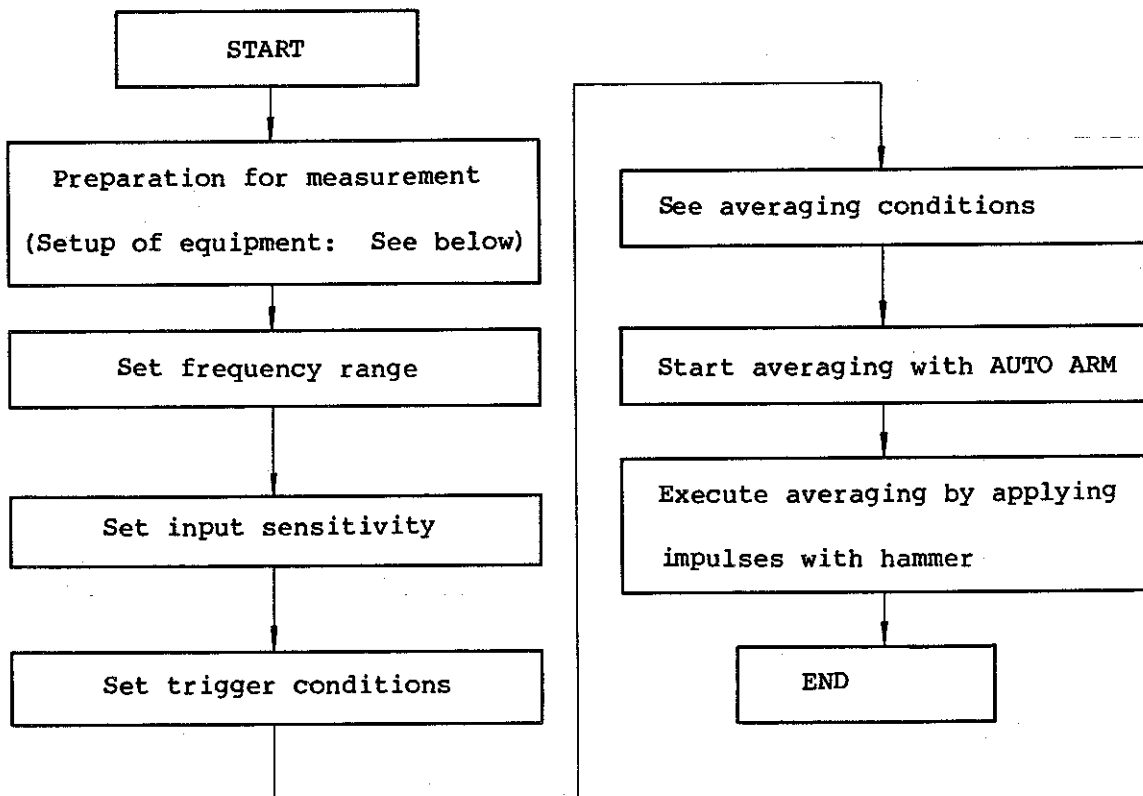 START
Preparation for measurement
(Setup of equipment: See below)
Set frequency range
Set input sensitivity
Set trigger conditions
See averaging conditions
Start averaging with AUTO ARM
Execute averaging by applying
impulses with hammer
END